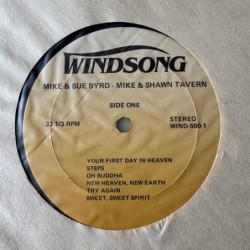 WINDSONG
MIKE & SUE BYRD - MIKE & SHAWN TAVERN
SIDE ONE
33 1/3 RPM
STEREO
WIND-500-1
YOUR FIRST DAY IN HEAVEN
STEPS
OH BUDDHA
NEW HEAVEN, NEW EARTH
TRY AGAIN
SWEET, SWEET SPIRIT